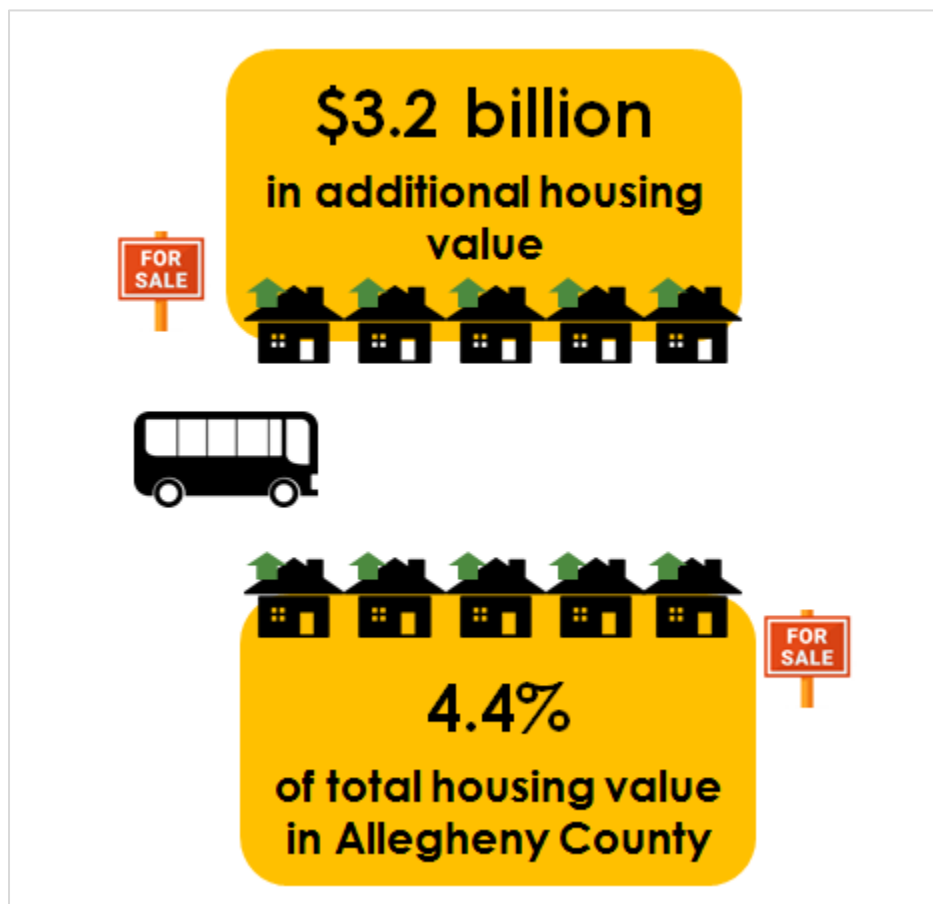 $3.2 billion
in additional housing
value
FOR
SALE
4.4%
of total housing value
in Allegheny County
FOR
SALE